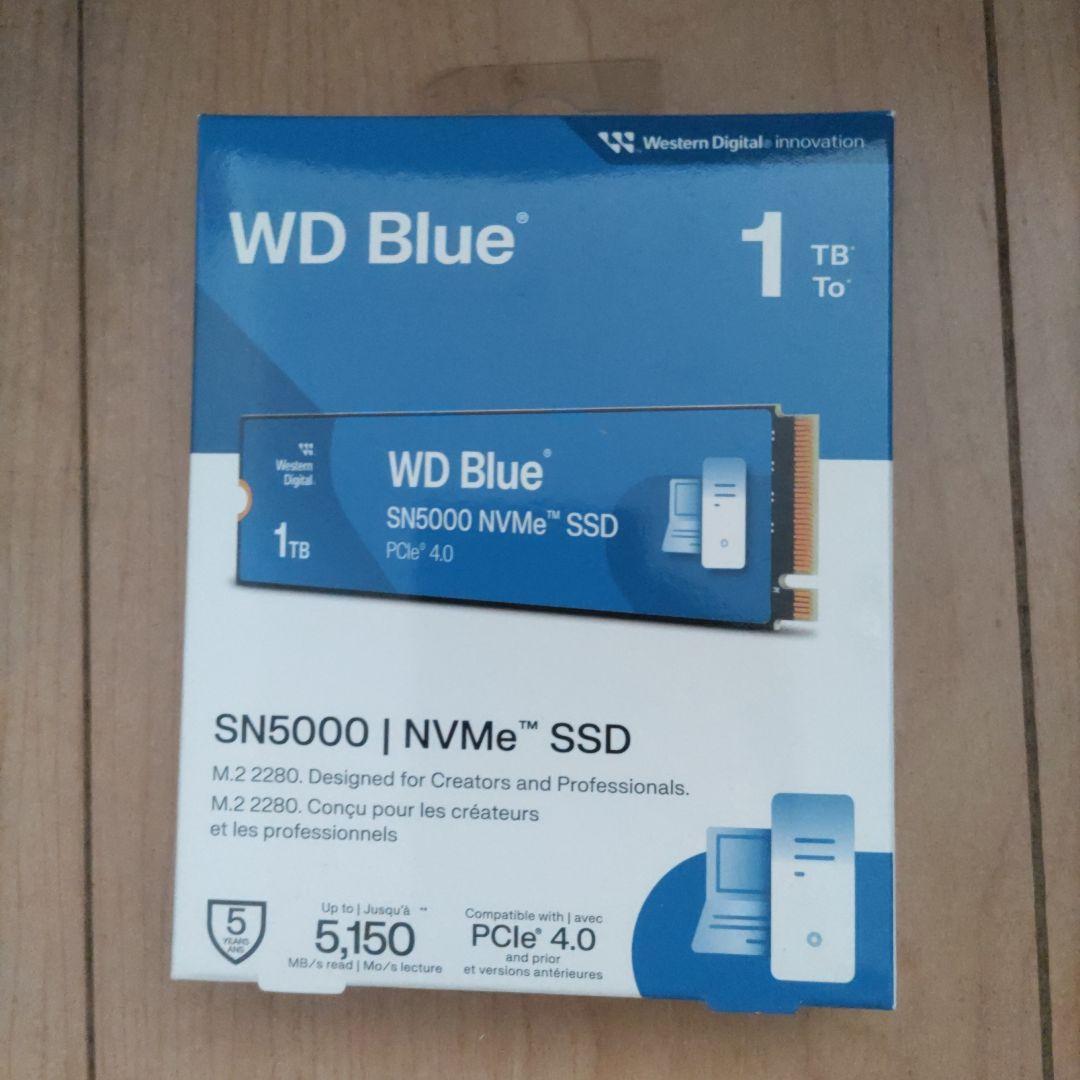 Western Digital® innovation
WD Blue®
1 TB*
To*
Western
Digital
WD Blue®
SN5000 NVMe™ SSD
PCIe® 4.0
1TB
M
SN5000 | NVMe™ SSD
M.2 2280. Designed for Creators and Professionals.
M.2 2280. Conçu pour les créateurs
et les professionnels
5
YEARS
ANS
Up to | Jusqu'à **
5,150
MB/s read | Mo/s lecture
Compatible with | avec
PCIe® 4.0
and prior
et versions antérieures